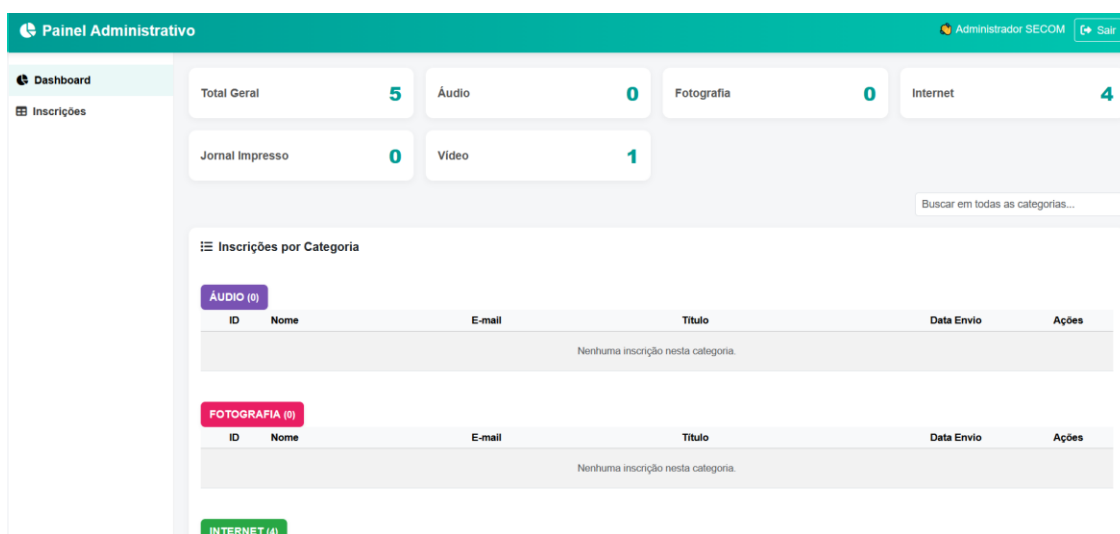 Painel Administrativo
Administrador SECOM
Sair
Dashboard
Inscrições
Total Geral 5
Áudio 0
Fotografia 0
Internet 4
Jornal Impresso 0
Vídeo 1
Buscar em todas as categorias...
Inscrições por Categoria
ÁUDIO (0)
ID Nome E-mail Título Data Envio Ações
Nenhuma inscrição nesta categoria.
FOTOGRAFIA (0)
ID Nome E-mail Título Data Envio Ações
Nenhuma inscrição nesta categoria.
INTERNET (4)